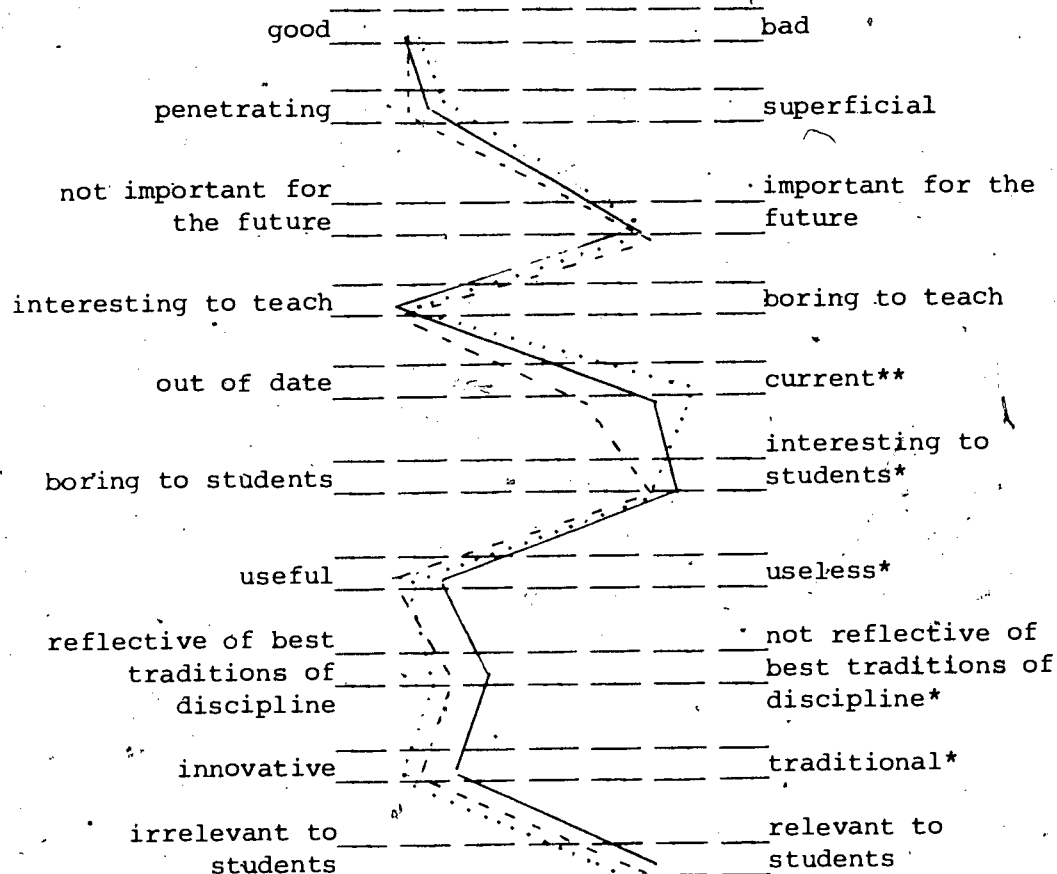 good bad
penetrating superficial
not important for important for the
the future future
interesting to teach boring to teach
out of date current**
interesting to
boring to students students*
useful useless*
reflective of best not reflective of
traditions of best traditions of
discipline discipline*
innovative traditional*
irrelevant to relevant to
students students